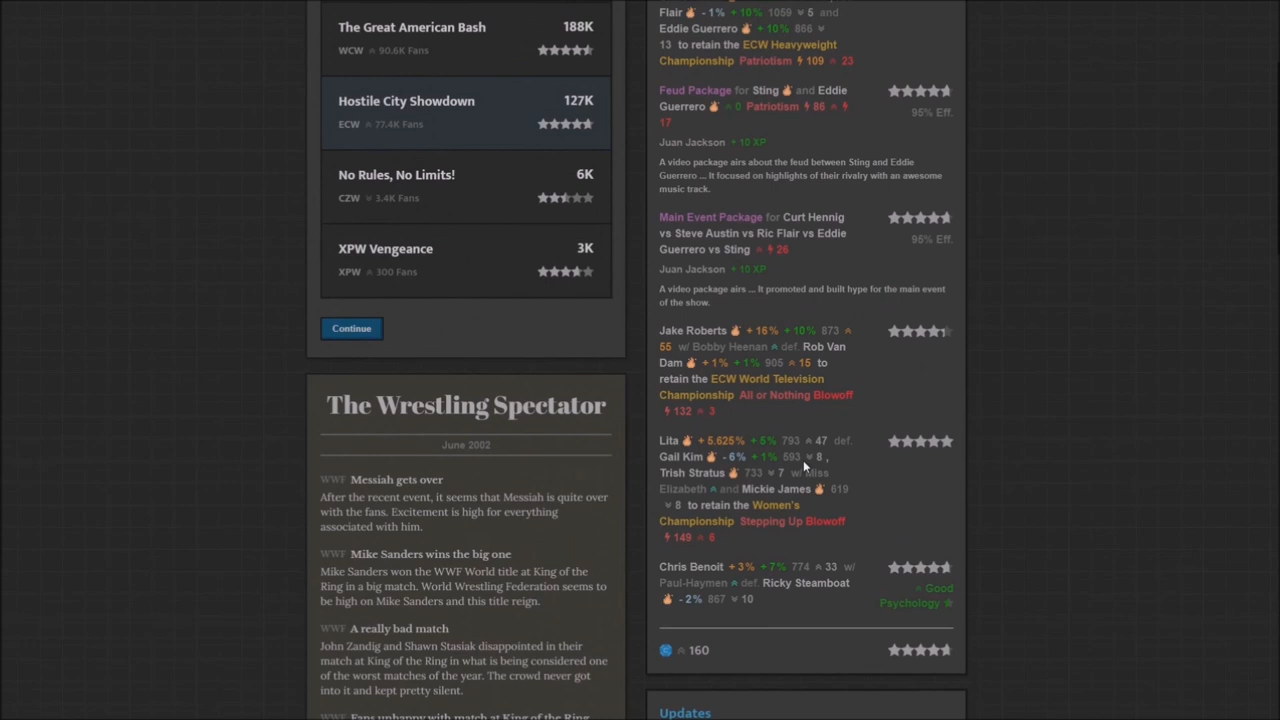 The Great American Bash 188K
WCW 90.6K Fans
Hostile City Showdown 127K
ECW 77.4K Fans
No Rules, No Limits! 6K
CZW 3.4K Fans
XPW Vengeance 3K
XPW 300 Fans
Continue
The Wrestling Spectator
June 2002
WWF Messiah gets over
After the recent event, it seems that Messiah is quite over
with the fans. Excitement is high for everything
associated with him.
WWF Mike Sanders wins the big one
Mike Sanders won the WWF World title at King of the
Ring in a big match. World Wrestling Federation seems to
be high on Mike Sanders and this title reign.
WWF A really bad match
John Zandig and Shawn Stasiak disappointed in their
match at King of the Ring in what is being considered one
of the worst matches of the year. The crowd never got
into it and kept pretty silent.
WWF Fans unhappy with match at King of the Ring
Flair - 1% + 10% 1059 5 and
Eddie Guerrero + 10% 866
13 to retain the ECW Heavyweight
Championship Patriotism 109 23
Feud Package for Sting and Eddie
Guerrero 0 Patriotism 86
17
95% Eff.
Juan Jackson + 10 XP
A video package airs about the feud between Sting and Eddie
Guerrero ... It focused on highlights of their rivalry with an awesome
music track.
Main Event Package for Curt Hennig
vs Steve Austin vs Ric Flair vs Eddie
Guerrero vs Sting 26
95% Eff.
Juan Jackson + 10 XP
A video package airs ... It promoted and built hype for the main event
of the show.
Jake Roberts + 16% + 10% 873
55 w/ Bobby Heenan def. Rob Van
Dam + 1% + 1% 905 15 to
retain the ECW World Television
Championship All or Nothing Blowoff
132 3
Lita + 5.625% + 5% 793 47 def.
Gail Kim - 6% + 1% 593 8 ,
Trish Stratus 733 7 w/ Miss
Elizabeth and Mickie James 619
8 to retain the Women's
Championship Stepping Up Blowoff
149 6
Chris Benoit + 3% + 7% 774 33 w/
Paul-Haymen def. Ricky Steamboat
- 2% 867 10
Good
Psychology
160
Updates